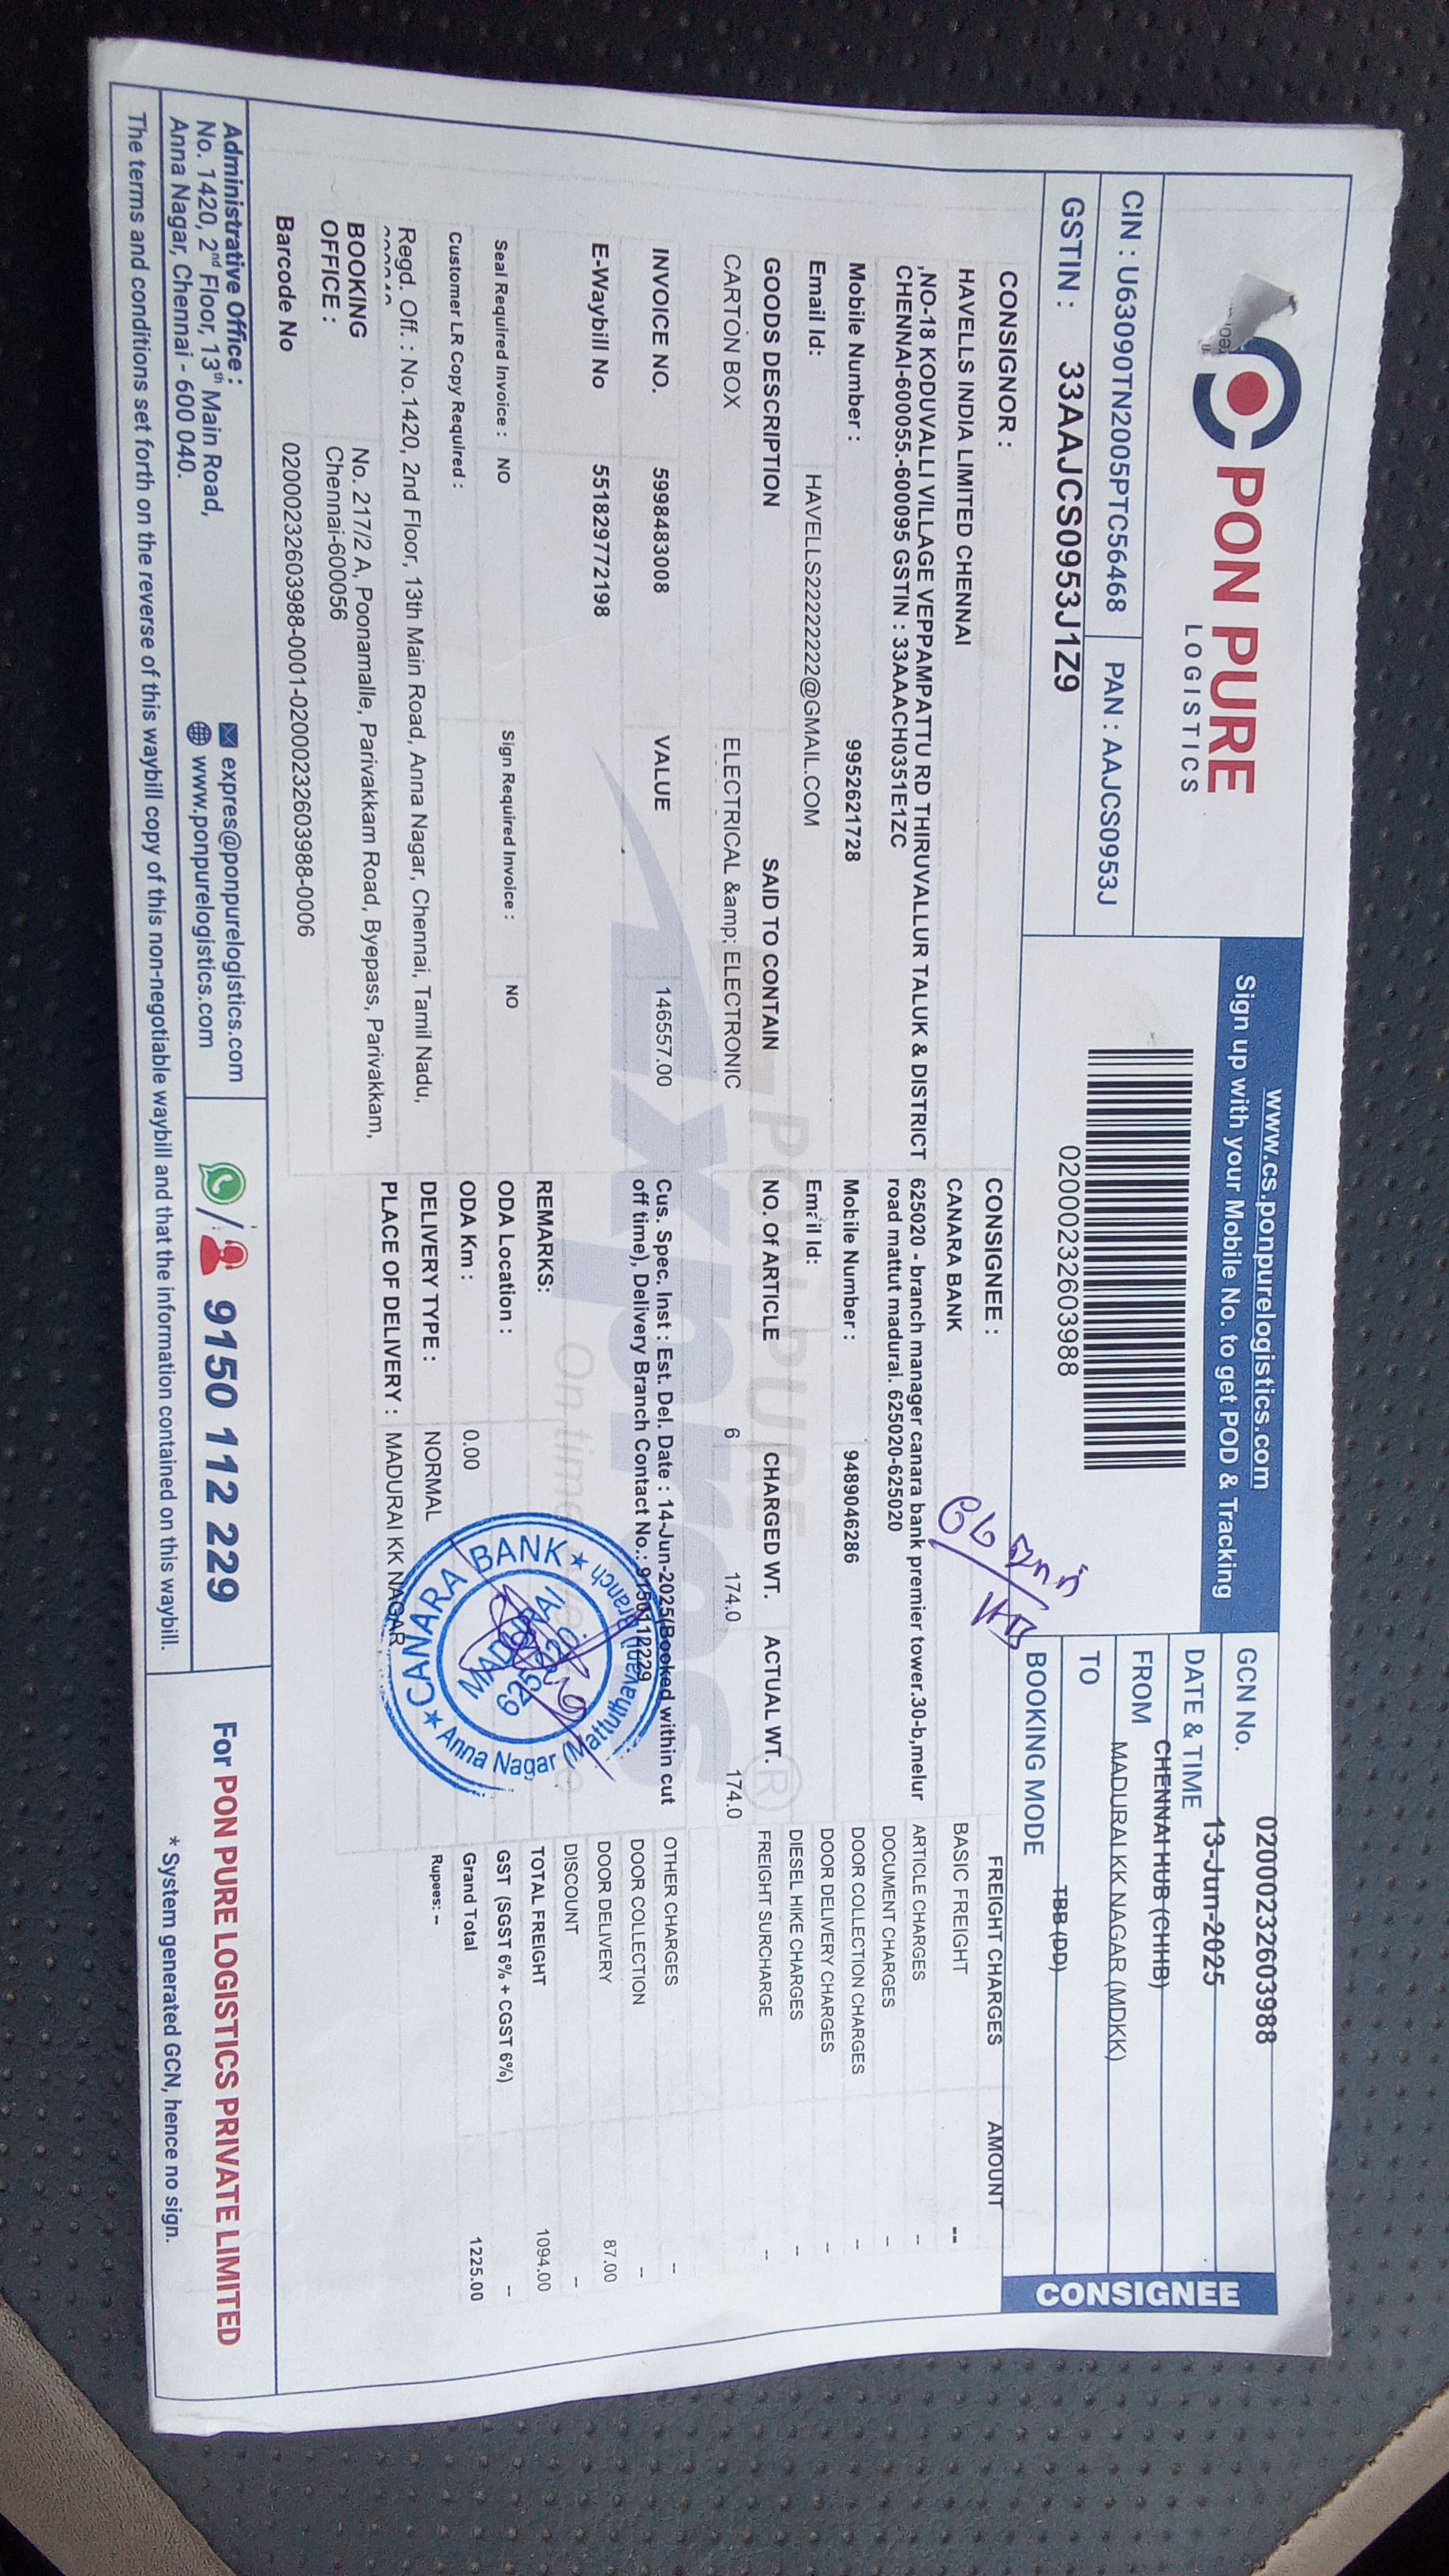 PON PURE
LOGISTICS
CIN : U63090TN2005PTC56468
PAN : AAJCS0953J
GSTIN : 33AAJCS0953J1Z9
www.cs.ponpurelogistics.com
Sign up with your Mobile No. to get POD & Tracking
0200023260‍3988
GCN No. 02000232603988
DATE & TIME 13-Jun-2025
FROM CHENNAI HUB (CHHB)
TO MADURAI KK NAGAR (MDKK)
BOOKING MODE TBB (DD)
CONSIGNEE
CONSIGNOR :
HAVELLS INDIA LIMITED CHENNAI
,NO-18 KODUVALLI VILLAGE VEPPAMPATTU RD THIRUVALLUR TALUK & DISTRICT
CHENNAI-600055.-600095 GSTIN : 33AAACH0351E1ZC
Mobile Number : 9952621728
Email Id: HAVELLS22222222@GMAIL.COM
CONSIGNEE :
CANARA BANK
625020 - branch manager canara bank premier tower.30-b,melur
road mattut madurai. 625020-625020
Mobile Number : 9489046286
Email Id:
GOODS DESCRIPTION SAID TO CONTAIN NO. Of ARTICLE CHARGED WT. ACTUAL WT.
CARTON BOX ELECTRICAL &amp; ELECTRONIC 6 174.0 174.0
INVOICE NO. 5998483008 VALUE 146557.00
E-Waybill No 551829772198
Cus. Spec. Inst : Est. Del. Date : 14-Jun-2025(Booked within cut
off time), Delivery Branch Contact No.: 9150112229
Seal Required Invoice : NO Sign Required Invoice : NO
Customer LR Copy Required :
REMARKS:
ODA Location :
ODA Km : 0.00
DELIVERY TYPE : NORMAL
PLACE OF DELIVERY : MADURAI KK NAGAR
Regd. Off. : No.1420, 2nd Floor, 13th Main Road, Anna Nagar, Chennai, Tamil Nadu,
BOOKING OFFICE : No. 217/2 A, Poonamalle, Parivakkam Road, Byepass, Parivakkam,
Chennai-600056
Barcode No 02000232603988-0001-02000232603988-0006
FREIGHT CHARGES AMOUNT
BASIC FREIGHT --
ARTICLE CHARGES --
DOCUMENT CHARGES --
DOOR COLLECTION CHARGES --
DOOR DELIVERY CHARGES --
DIESEL HIKE CHARGES --
FREIGHT SURCHARGE --
OTHER CHARGES --
DOOR COLLECTION --
DOOR DELIVERY 87.00
DISCOUNT --
TOTAL FREIGHT 1094.00
GST (SGST 6% + CGST 6%) --
Grand Total 1225.00
Rupees: --
PON PURE
Express
On time
CANARA BANK
Anna Nagar (Mattuthavani) Branch
MADURAI
Administrative Office :
No. 1420, 2nd Floor, 13th Main Road,
Anna Nagar, Chennai - 600 040.
expres@ponpurelogistics.com
www.ponpurelogistics.com
9150 112 229
For PON PURE LOGISTICS PRIVATE LIMITED
* System generated GCN, hence no sign.
The terms and conditions set forth on the reverse of this waybill copy of this non-negotiable waybill and that the information contained on this waybill.